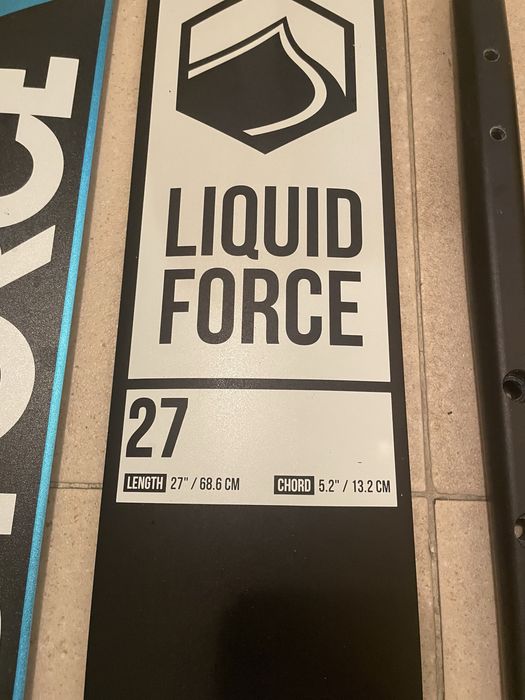 LIQUID
FORCE
27
LENGTH 27" / 68.6 CM CHORD 5.2" / 13.2 CM